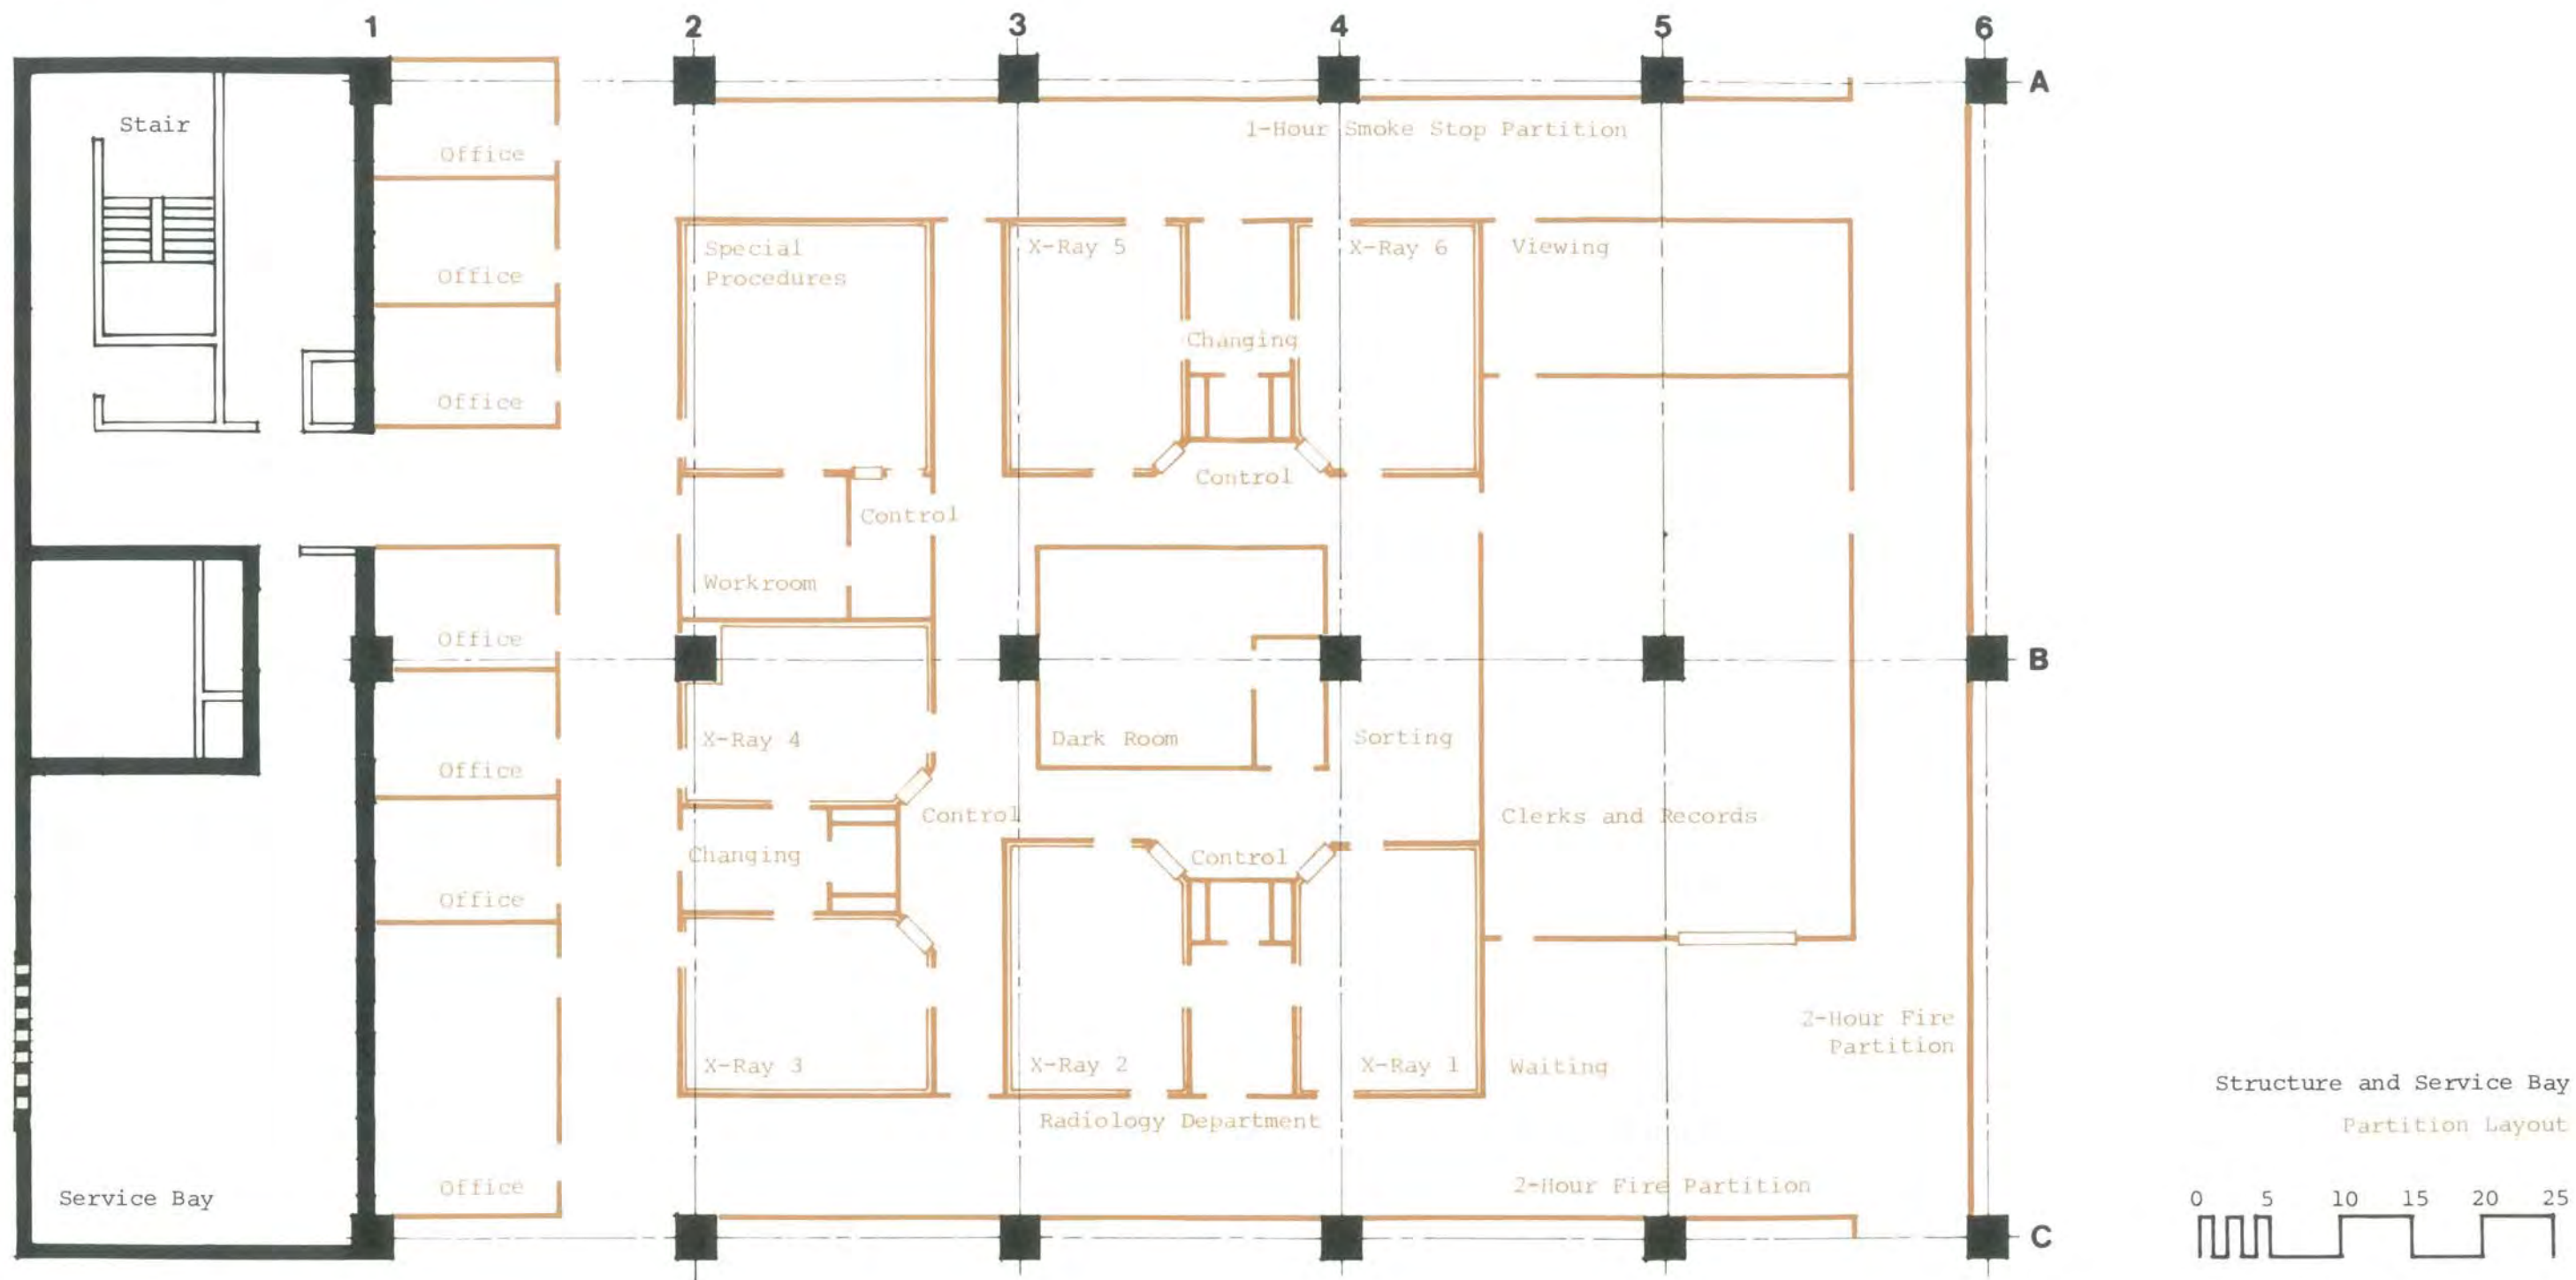 1 2 3 4 5 6
A
Stair
1-Hour Smoke Stop Partition
Office
Special
Procedures
X-Ray 5
X-Ray 6
Viewing
Office
Changing
Office
Control
Control
Workroom
Office
B
X-Ray 4
Dark Room
Sorting
Office
Control
Clerks and Records
Changing
Control
Office
2-Hour Fire
Partition
X-Ray 3
X-Ray 2
X-Ray 1
Waiting
Structure and Service Bay
Radiology Department
Partition Layout
Office
2-Hour Fire Partition
Service Bay
0 5 10 15 20 25
C